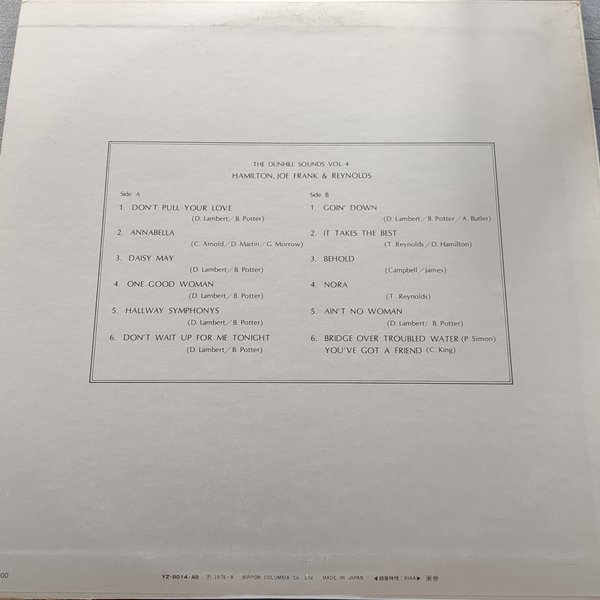 THE DUNHILL SOUNDS VOL. 4
HAMILTON, JOE FRANK & REYNOLDS
Side A
1. DON'T PULL YOUR LOVE
(D. Lambert/B. Potter)
2. ANNABELLA
(C. Arnold/D. Martin/G. Morrow)
3. DAISY MAY
(D. Lambert/B. Potter)
4. ONE GOOD WOMAN
(D. Lambert/B. Potter)
5. HALLWAY SYMPHONYS
(D. Lambert/B. Potter)
6. DON'T WAIT UP FOR ME TONIGHT
(D. Lambert/B. Potter)
Side B
1. GOIN' DOWN
(D. Lambert/B. Potter/A. Butler)
2. IT TAKES THE BEST
(T. Reynolds/D. Hamilton)
3. BEHOLD
(Campbell/James)
4. NORA
(T. Reynolds)
5. AIN'T NO WOMAN
(D. Lambert/ B. Potter)
6. BRIDGE OVER TROUBLED WATER (P. Simon)
YOU'VE GOT A FRIEND (C. King)
YZ-8014-AB Ⓟ 1976・8 NIPPON COLUMBIA Co., Ltd. MADE IN JAPAN ◀録音特性:RIAA▶